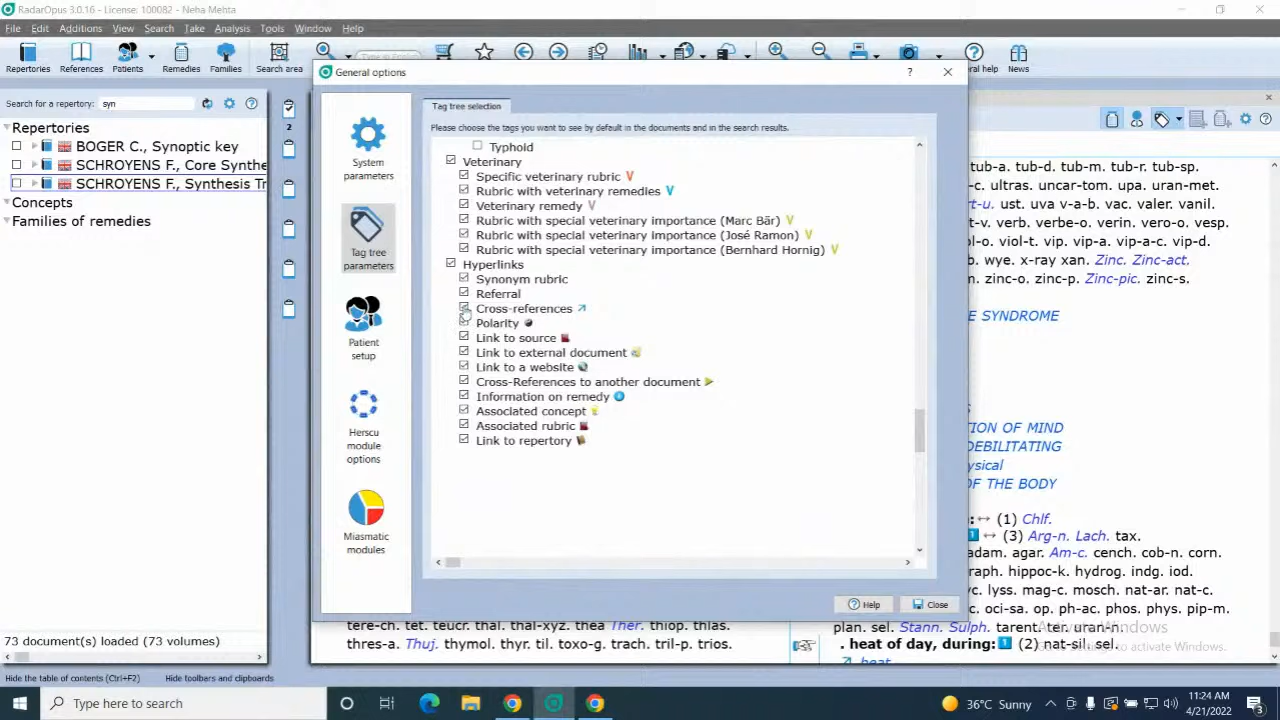 RadarOpus 3.0.16 - License: 100082 - Neha Mehta
File Edit Additions View Search Take Analysis Tools Window Help
Repertories References Patients Remedies Families Search area
News
General options
?
Search for a repertory: syn
2
Repertories
BOGER C., Synoptic key
SCHROYENS F., Core Synthe
SCHROYENS F., Synthesis Tr
Concepts
Families of remedies
System
parameters
Tag tree
parameters
Patient
setup
Herscu
module
options
Miasmatic
modules
Tag tree selection
Please choose the tags you want to see by default in the documents and in the search results.
Typhoid
Veterinary
Specific veterinary rubric V
Rubric with veterinary remedies V
Veterinary remedy V
Rubric with special veterinary importance (Marc Bär) V
Rubric with special veterinary importance (José Ramon) V
Rubric with special veterinary importance (Bernhard Hornig) V
Hyperlinks
Synonym rubric
Referral
Cross-references
Polarity
Link to source
Link to external document
Link to a website
Cross-References to another document
Information on remedy
Associated concept
Associated rubric
Link to repertory
Help Close
tub-a. tub-d. tub-m. tub-r. tub-sp.
-c. ultras. uncar-tom. upa. uran-met.
-u. ust. uva v-a-b. vac. valer. vanil.
t-v. verb. verbe-o. verin. vero-o. vesp.
ol-o. viol-t. vip. vip-a. vip-a-c. vip-d.
wye. x-ray xan. Zinc. Zinc-act.
zinc-o. zinc-p. Zinc-pic. zinc-s.
E SYNDROME
TION OF MIND
DEBILITATING
ysical
OF THE BODY
: ↔ (1) Chlf.
1 ↔ (3) Arg-n. Lach. tax.
adam. agar. Am-c. cench. cob-n. corn.
raph. hippoc-k. hydrog. indg. iod.
c. lyss. mag-c. mosch. nat-ar. nat-c.
oci-sa. op. ph-ac. phos. phys. pip-m.
plan. sel. Stann. Sulph. tarent. ter. uran-n.
. heat of day, during: 1 (2) nat-sil. sel.
heat
tere-ch. tet. teucr. thal. thal-xyz. thea Ther. thiop. thlas.
thres-a. Thuj. thymol. thyr. til. toxo-g. trach. tril-p. trios.
Activate Windows
73 document(s) loaded (73 volumes)
Hide the table of contents (Ctrl+F2) Hide toolbars and clipboards
Type here to search
36°C Sunny
11:24 AM
4/21/2022
3